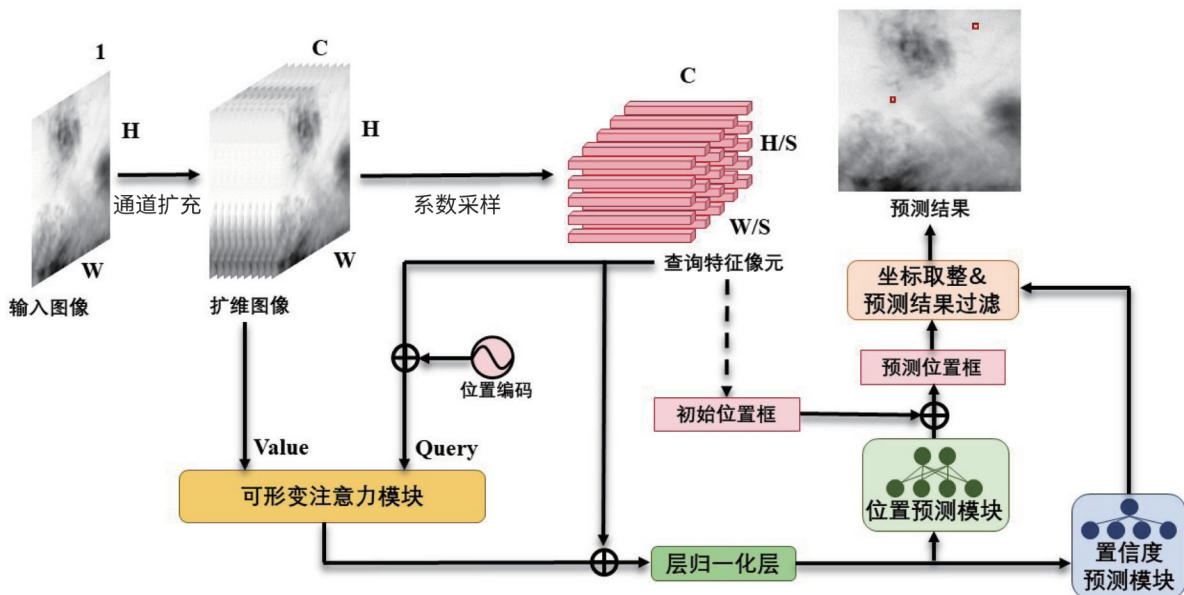 1
H
W
输入图像
通道扩充
C
H
W
扩维图像
系数采样
C
H/S
W/S
查询特征像元
位置编码
Value
Query
可形变注意力模块
初始位置框
层归一化层
位置预测模块
置信度
预测模块
预测位置框
坐标取整&
预测结果过滤
预测结果